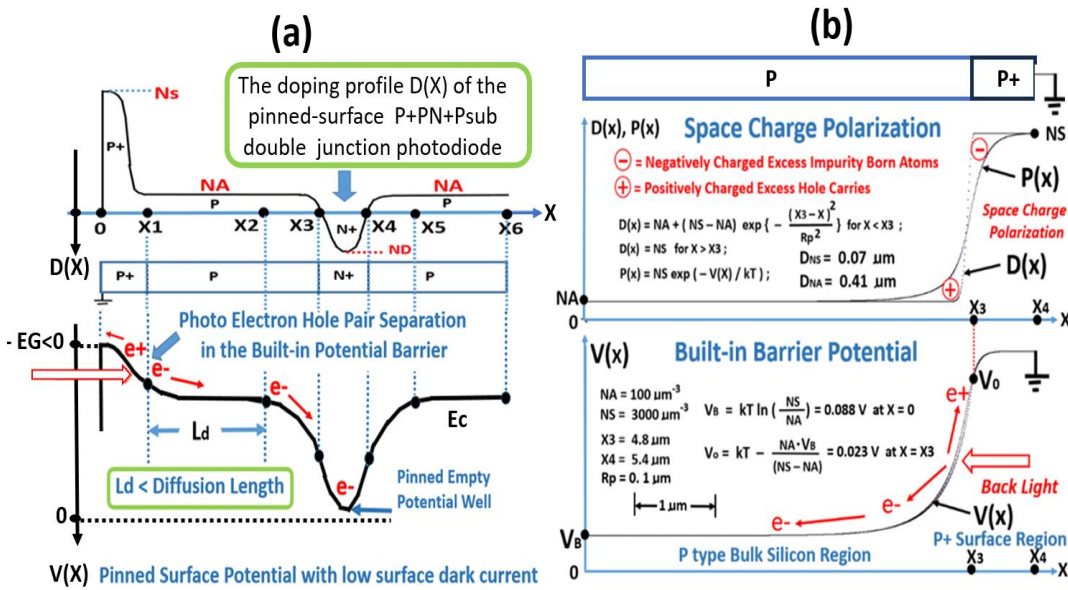 (a)
The doping profile D(X) of the
pinned-surface P+PN+Psub
double junction photodiode
Ns
P+
NA
NA
P
P
0
X1
X2
X3
N+
X4
X5
X6
X
ND
D(X)
P+
P
N+
P
Photo Electron Hole Pair Separation
in the Built-in Potential Barrier
- EG<0
e+
e-
e-
Ld
Ec
Ld < Diffusion Length
e-
Pinned Empty
Potential Well
0
V(X)
Pinned Surface Potential with low surface dark current
(b)
P
P+
D(x), P(x)
Space Charge Polarization
NS
− = Negatively Charged Excess Impurity Born Atoms
+ = Positively Charged Excess Hole Carries
−
P(x)
Space Charge
Polarization
D(x) = NA + ( NS – NA) exp { - (X3 – X)² / Rp² } for X < X3 ;
D(x) = NS for X > X3 ;
P(x) = NS exp ( – V(X) / kT ) ;
DNS = 0.07 µm
DNA = 0.41 µm
D(x)
+
NA
0
X3
X4
X
V(x)
Built-in Barrier Potential
NA = 100 µm-3
NS = 3000 µm-3
X3 = 4.8 µm
X4 = 5.4 µm
Rp = 0.1 µm
VB = kT ln ( NS / NA ) = 0.088 V at X = 0
Vo = kT – NA·VB / (NS – NA) = 0.023 V at X = X3
1 µm
V0
e+
Back Light
e-
e-
V(x)
VB
P type Bulk Silicon Region
P+ Surface Region
0
X3
X4
X